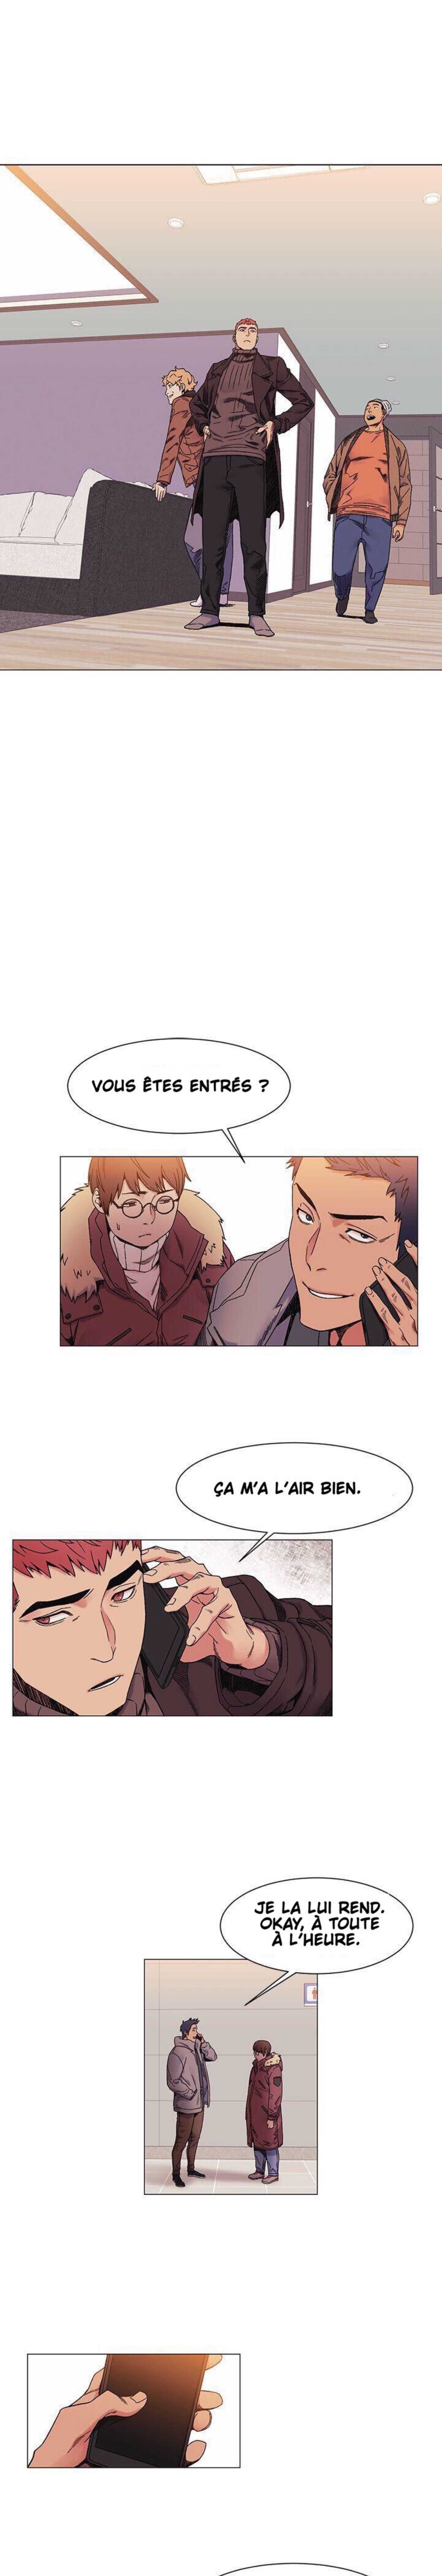 VOUS ÊTES ENTRÉS ?
ÇA M'A L'AIR BIEN.
JE LA LUI REND.
OKAY, À TOUTE
À L'HEURE.